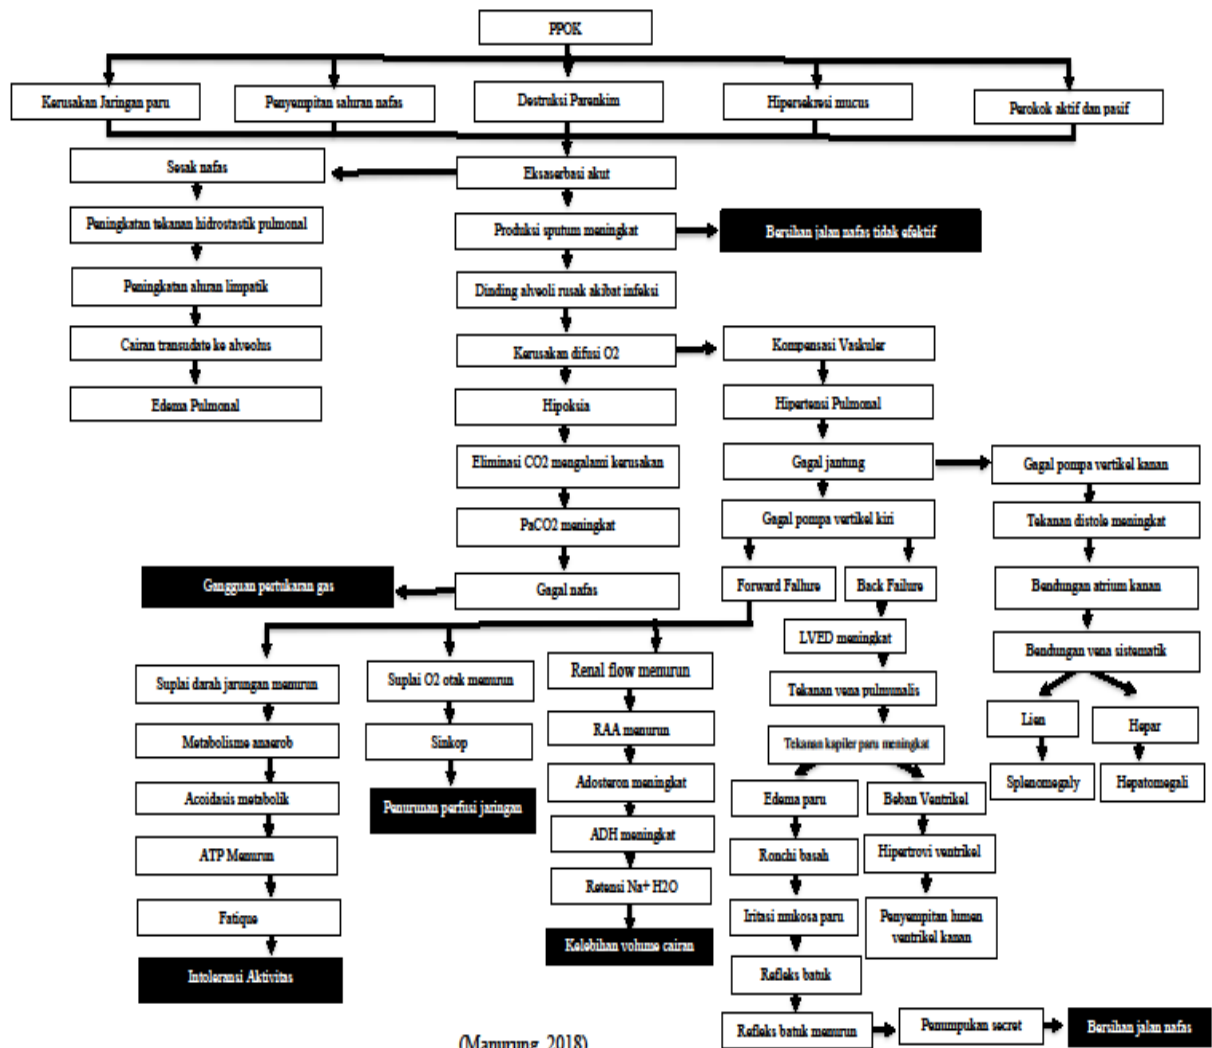 PPOK
Kerusakan Jaringan paru
Penyempitan saluran nafas
Destruksi Parenkim
Hipersekresi mucus
Perokok aktif dan pasif
Sesak nafas
Eksaserbasi akut
Peningkatan tekanan hidrostastik pulmonal
Produksi sputum meningkat
Bersihan jalan nafas tidak efektif
Peningkatan aluran limpatik
Dinding alveoli rusak akibat infeksi
Cairan transudate ke alveolus
Kerusakan difusi O2
Kompensasi Vaskuler
Edema Pulmonal
Hipoksia
Hipertensi Pulmonal
Eliminasi CO2 mengalami kerusakan
Gagal jantung
Gagal pompa vertikel kanan
PaCO2 meningkat
Gagal pompa vertikel kiri
Tekanan distole meningkat
Gangguan pertukaran gas
Gagal nafas
Forward Falhure
Back Failure
Bendungan atrium kanan
LVED meningkat
Bendungan vena sistematik
Suplai darah jarungan menurun
Suplai O2 otak menurun
Renal flow menurun
Tekanan vena pulmunalis
Lien
Hepar
Metabolisme anaerob
Sinkop
RAA menurun
Tekanan kapiler paru meningkat
Splenomegaly
Hepatomegali
Acoidasis metabolik
Penurunan perfusi jaringan
Adosteron meningkat
Edema paru
Beban Ventrikel
ATP Menurun
ADH meningkat
Ronchi basah
Hipertrovi ventrikel
Retensi Na+ H2O
Fatique
Iritasi mukosa paru
Penyempitan lumen
ventrikel kanan
Kelebihan volume cairan
Intoleransi Aktivitas
Refleks batuk
Refleks batuk menurun
Penumpukan secret
Bersihan jalan nafas
(Manurung, 2018)